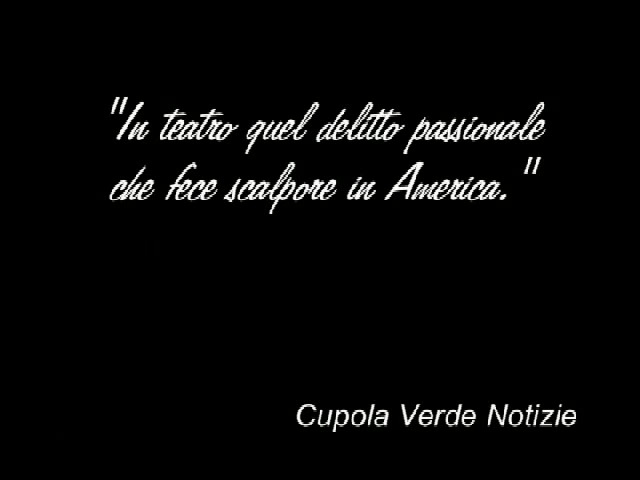 "In teatro quel delitto passionale
che fece scalpore in America."
Cupola Verde Notizie